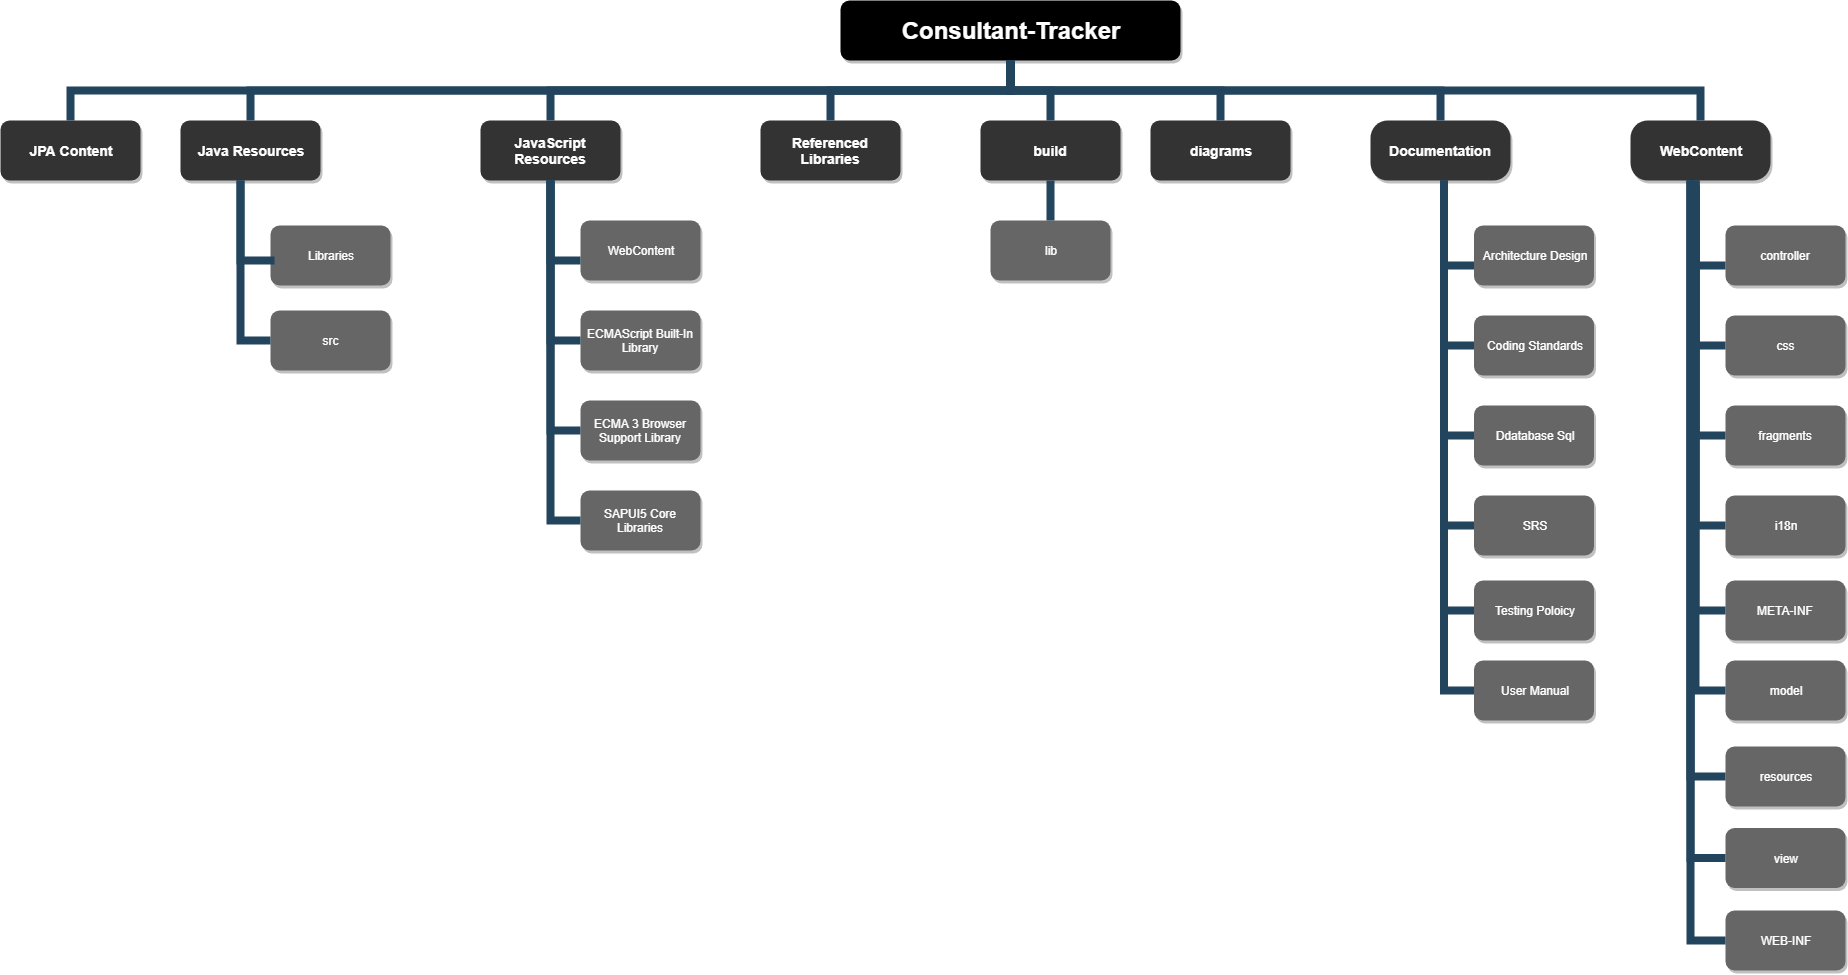 Consultant-Tracker
JPA Content
Java Resources
JavaScript
Resources
Referenced
Libraries
build
diagrams
Documentation
WebContent
Libraries
src
WebContent
ECMAScript Built-In
Library
ECMA 3 Browser
Support Library
SAPUI5 Core
Libraries
lib
Architecture Design
Coding Standards
Ddatabase Sql
SRS
Testing Poloicy
User Manual
controller
css
fragments
i18n
META-INF
model
resources
view
WEB-INF